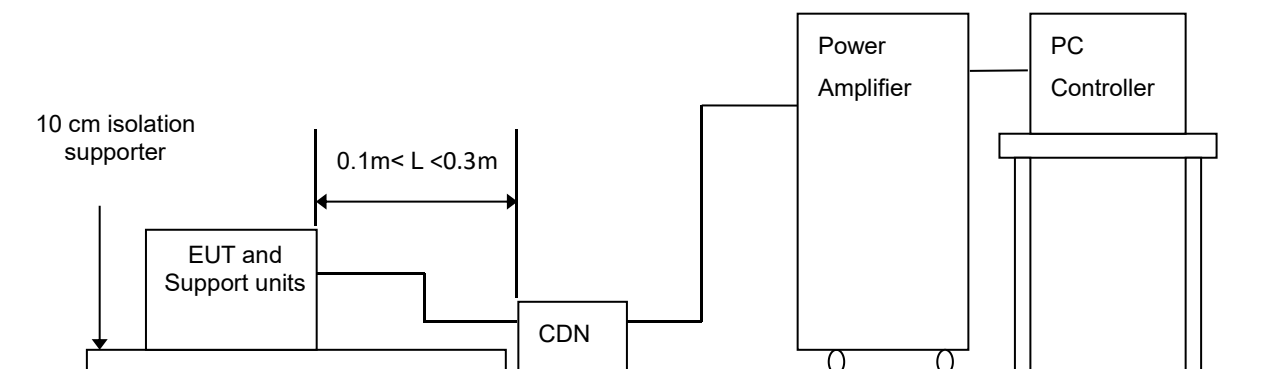 Power
Amplifier
PC
Controller
10 cm isolation
supporter
0.1m< L <0.3m
EUT and
Support units
CDN